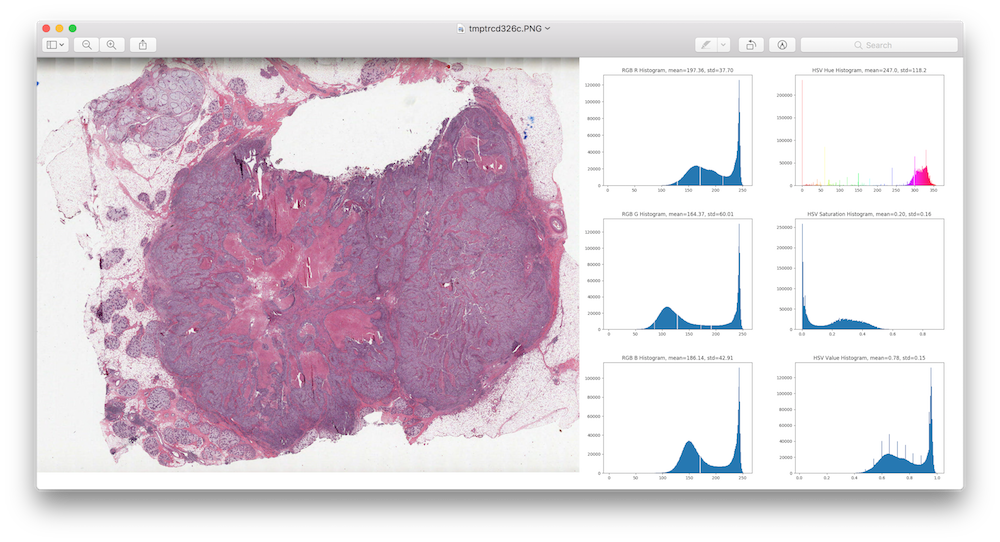 tmptrcd326c.PNG
Search
RGB R Histogram, mean=197.36, std=37.70
120000
100000
80000
60000
40000
20000
0
0 50 100 150 200 250
HSV Hue Histogram, mean=247.0, std=118.2
200000
150000
100000
50000
0
0 50 100 150 200 250 300 350
RGB G Histogram, mean=164.37, std=60.01
120000
100000
80000
60000
40000
20000
0
0 50 100 150 200 250
HSV Saturation Histogram, mean=0.20, std=0.16
250000
200000
150000
100000
50000
0
0.0 0.2 0.4 0.6 0.8
RGB B Histogram, mean=186.14, std=42.91
100000
80000
60000
40000
20000
0
0 50 100 150 200 250
HSV Value Histogram, mean=0.78, std=0.15
120000
100000
80000
60000
40000
20000
0
0.0 0.2 0.4 0.6 0.8 1.0